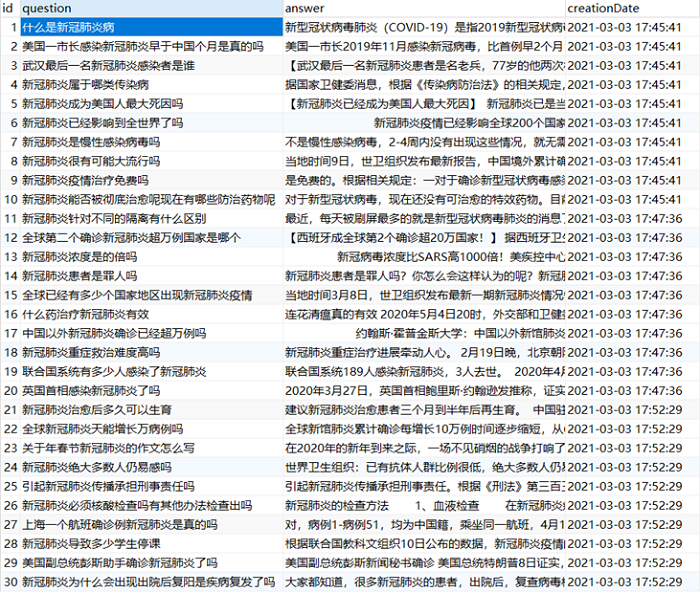 id question answer creationDate
1 什么是新冠肺炎病 新型冠状病毒肺炎（COVID-19）是指2019新型冠状病 2021-03-03 17:45:41
2 美国一市长感染新冠肺炎早于中国个月是真的吗 美国一市长2019年11月感染新冠病毒，比首例早2个月 2021-03-03 17:45:41
3 武汉最后一名新冠肺炎感染者是谁 【武汉最后一名新冠肺炎患者是名老兵，77岁的他两次 2021-03-03 17:45:41
4 新冠肺炎属于哪类传染病 据国家卫健委消息，根据《传染病防治法》的相关规定， 2021-03-03 17:45:41
5 新冠肺炎成为美国人最大死因吗 【新冠肺炎已经成为美国人最大死因】 新冠肺炎已是当 2021-03-03 17:45:41
6 新冠肺炎已经影响到全世界了吗 新冠肺炎疫情已经影响全球200个国家 2021-03-03 17:45:41
7 新冠肺炎是慢性感染病毒吗 不是慢性感染病毒，2-4周内没有出现这些情况，就无需 2021-03-03 17:45:41
8 新冠肺炎很有可能大流行吗 当地时间9日，世卫组织发布最新报告，中国境外累计确 2021-03-03 17:45:41
9 新冠肺炎疫情治疗免费吗 是免费的。根据相关规定：一对于确诊新型冠状病毒感 2021-03-03 17:45:41
10 新冠肺炎能否被彻底治愈呢现在有哪些防治药物呢 对于新型冠状病毒，现在还没有可治愈的特效药物。目前 2021-03-03 17:45:41
11 新冠肺炎针对不同的隔离有什么区别 最近，每天被刷屏最多的就是新型冠状病毒肺炎的消息了 2021-03-03 17:47:36
12 全球第二个确诊新冠肺炎超万例国家是哪个 【西班牙成全球第2个确诊超20万国家！】 据西班牙卫生 2021-03-03 17:47:36
13 新冠肺炎浓度是的倍吗 新冠病毒浓度比SARS高1000倍！美疾控中心 2021-03-03 17:47:36
14 新冠肺炎患者是罪人吗 新冠肺炎患者是罪人吗？你怎么会这样认为的呢？新冠肺 2021-03-03 17:47:36
15 全球已经有多少个国家地区出现新冠肺炎疫情 当地时间3月8日，世卫组织发布最新一期新冠肺炎情况 2021-03-03 17:47:36
16 什么药治疗新冠肺炎有效 连花清瘟真的有效 2020年5月4日20时，外交部和卫健 2021-03-03 17:47:36
17 中国以外新冠肺炎确诊已经超万例吗 约翰斯·霍普金斯大学：中国以外新馆肺炎 2021-03-03 17:47:36
18 新冠肺炎重症救治难度高吗 新冠肺炎重症治疗进展牵动人心。 2月19日晚，北京朝阳 2021-03-03 17:47:36
19 联合国系统有多少人感染了新冠肺炎 联合国系统189人感染新冠肺炎，3人去世。 2020年4月 2021-03-03 17:47:36
20 英国首相感染新冠肺炎了吗 2020年3月27日，英国首相鲍里斯·约翰逊发推称，证实 2021-03-03 17:47:36
21 新冠肺炎治愈后多久可以生育 建议新冠肺炎治愈患者三个月到半年后再生育。 中国驻 2021-03-03 17:52:29
22 全球新冠肺炎天能增长万病例吗 全球新馆肺炎累计确诊每增长10万例时间逐步缩短，从 2021-03-03 17:52:29
23 关于年春节新冠肺炎的作文怎么写 在2020年的新年到来之际，一场不见硝烟的战争打响了 2021-03-03 17:52:29
24 新冠肺炎绝大多数人仍易感吗 世界卫生组织：已有抗体人群比例很低，绝大多数人仍易 2021-03-03 17:52:29
25 引起新冠肺炎传播承担刑事责任吗 引起新冠肺炎传播承担刑事责任。根据《刑法》第三百三 2021-03-03 17:52:29
26 新冠肺炎必须核酸检查吗有其他办法检查出吗 新冠肺炎的检查方法 1、血液检查 在新冠肺炎 2021-03-03 17:52:29
27 上海一个航班确诊例新冠肺炎是真的吗 对，病例1-病例51，均为中国籍，乘坐同一航班，4月1 2021-03-03 17:52:29
28 新冠肺炎导致多少学生停课 根据联合国教科文组织10日公布的数据，新冠肺炎疫情 2021-03-03 17:52:29
29 美国副总统彭斯助手确诊新冠肺炎了吗 美国副总统彭斯新闻秘书确诊 美国总统特朗普8日证实， 2021-03-03 17:52:29
30 新冠肺炎为什么会出现出院后复阳是疾病复发了吗 大家都知道，很多新冠肺炎的患者，出院后，复查病毒核 2021-03-03 17:52:29